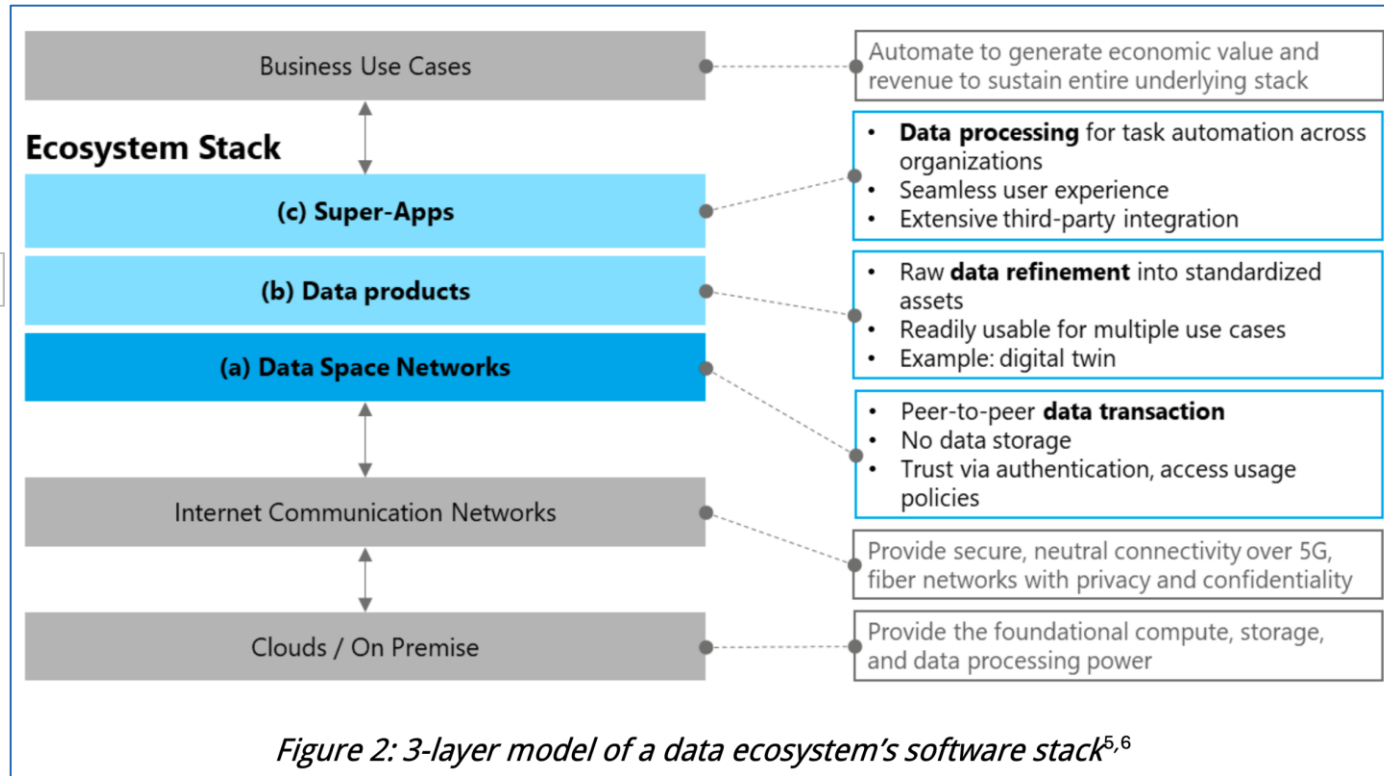 Business Use Cases
Automate to generate economic value and
revenue to sustain entire underlying stack
Ecosystem Stack
(c) Super-Apps
• Data processing for task automation across
organizations
• Seamless user experience
• Extensive third-party integration
(b) Data products
• Raw data refinement into standardized
assets
• Readily usable for multiple use cases
• Example: digital twin
(a) Data Space Networks
• Peer-to-peer data transaction
• No data storage
• Trust via authentication, access usage
policies
Internet Communication Networks
Provide secure, neutral connectivity over 5G,
fiber networks with privacy and confidentiality
Clouds / On Premise
Provide the foundational compute, storage,
and data processing power
Figure 2: 3-layer model of a data ecosystem's software stack5,6